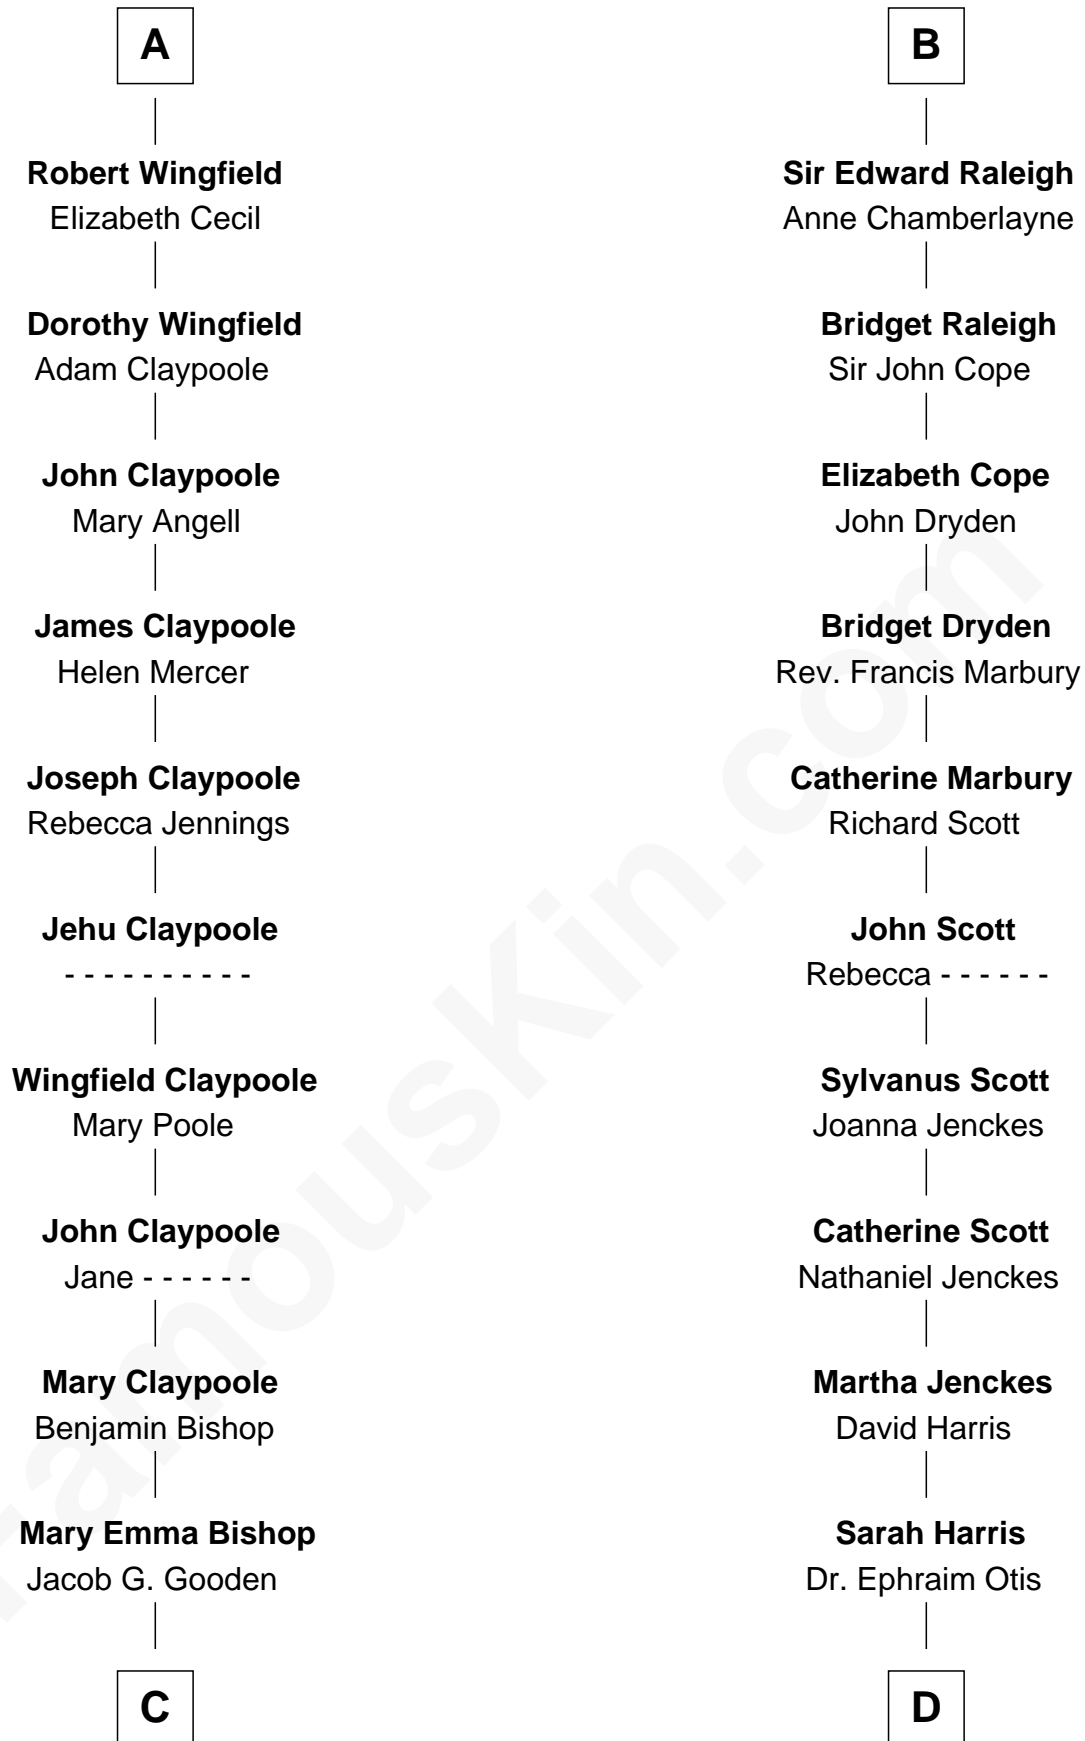 A
Robert Wingfield
Elizabeth Cecil
Dorothy Wingfield
Adam Claypoole
John Claypoole
Mary Angell
James Claypoole
Helen Mercer
Joseph Claypoole
Rebecca Jennings
Jehu Claypoole
- - - - - - - - - -
Wingfield Claypoole
Mary Poole
John Claypoole
Jane - - - - - -
Mary Claypoole
Benjamin Bishop
Mary Emma Bishop
Jacob G. Gooden
C
B
Sir Edward Raleigh
Anne Chamberlayne
Bridget Raleigh
Sir John Cope
Elizabeth Cope
John Dryden
Bridget Dryden
Rev. Francis Marbury
Catherine Marbury
Richard Scott
John Scott
Rebecca - - - - - -
Sylvanus Scott
Joanna Jenckes
Catherine Scott
Nathaniel Jenckes
Martha Jenckes
David Harris
Sarah Harris
Dr. Ephraim Otis
D
FamousKin.com